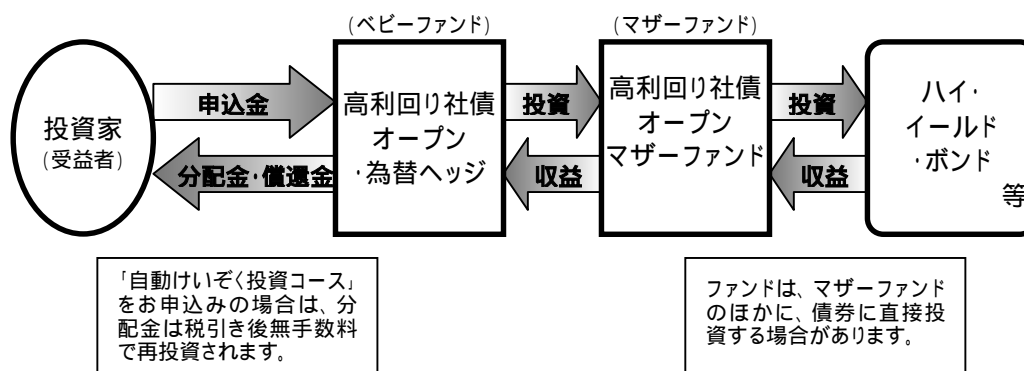 (ベビーファンド)
(マザーファンド)
投資家
(受益者)
申込金
分配金・償還金
高利回り社債
オープン
・為替ヘッジ
投資
収益
高利回り社債
オープン
マザーファンド
投資
収益
ハイ・
イールド
・ボンド
等
「自動けいぞく投資コース」
をお申込みの場合は、分
配金は税引き後無手数料
で再投資されます。
ファンドは、マザーファンド
のほかに、債券に直接投
資する場合があります。